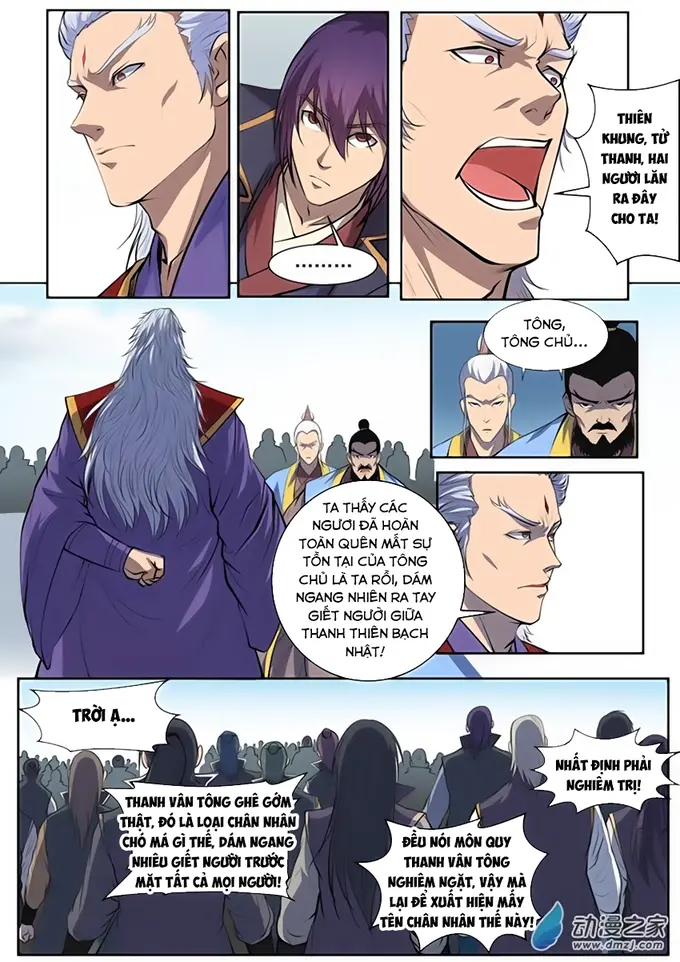 THIÊN
KHUNG, TỬ
THANH, HAI
NGƯỜI LĂN
RA ĐÂY
CHO TA!
.........
TÔNG,
TÔNG CHỦ...
TA THẤY CÁC
NGƯƠI ĐÃ HOÀN
TOÀN QUÊN MẤT SỰ
TỒN TẠI CỦA TÔNG
CHỦ LÀ TA RỒI, DÁM
NGANG NHIÊN RA TAY
GIẾT NGƯỜI GIỮA
THANH THIÊN BẠCH
NHẬT!
TRỜI Ạ...
NHẤT ĐỊNH PHẢI
NGHIÊM TRỊ!
THANH VÂN TÔNG GHÊ GỚM
THẬT, ĐÓ LÀ LOẠI CHÂN NHÂN
CHÓ MÁ GÌ THẾ, DÁM NGANG
NHIÊU GIẾT NGƯỜI TRƯỚC
MẶT TẤT CẢ MỌI NGƯỜI!
ĐỀU NÓI MÔN QUY
THANH VÂN TÔNG
NGHIÊM NGẶT, VẬY MÀ
LẠI ĐỂ XUẤT HIỆN MẤY
TÊN CHÂN NHÂN THẾ NÀY!
动漫之家
www.dmzj.com